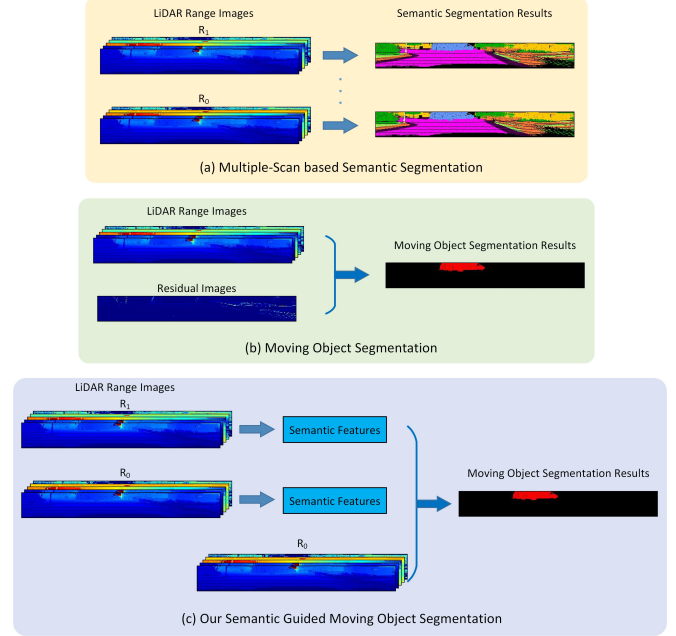 LiDAR Range Images
Semantic Segmentation Results
R1
R0
(a) Multiple-Scan based Semantic Segmentation
LiDAR Range Images
Moving Object Segmentation Results
Residual Images
(b) Moving Object Segmentation
LiDAR Range Images
R1
Semantic Features
R0
Moving Object Segmentation Results
Semantic Features
R0
(c) Our Semantic Guided Moving Object Segmentation